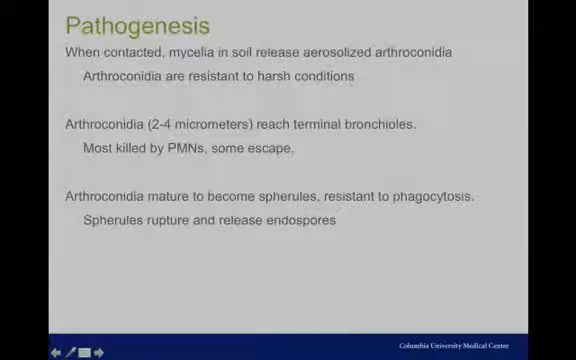 Pathogenesis
When contacted, mycelia in soil release aerosolized arthroconidia
Arthroconidia are resistant to harsh conditions
Arthroconidia (2-4 micrometers) reach terminal bronchioles.
Most killed by PMNs, some escape.
Arthroconidia mature to become spherules, resistant to phagocytosis.
Spherules rupture and release endospores
Columbia University Medical Center